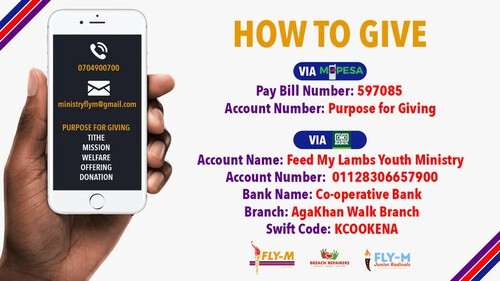 0704900700
ministryflym@gmail.com
PURPOSE FOR GIVING
TITHE
MISSION
WELFARE
OFFERING
DONATION
HOW TO GIVE
VIA M-PESA
Pay Bill Number: 597085
Account Number: Purpose for Giving
VIA
Account Name: Feed My Lambs Youth Ministry
Account Number: 01128306657900
Bank Name: Co-operative Bank
Branch: AgaKhan Walk Branch
Swift Code: KCOOKENA
FLY-M
BREACH REPAIRERS
FLY-M
Junior Radicals